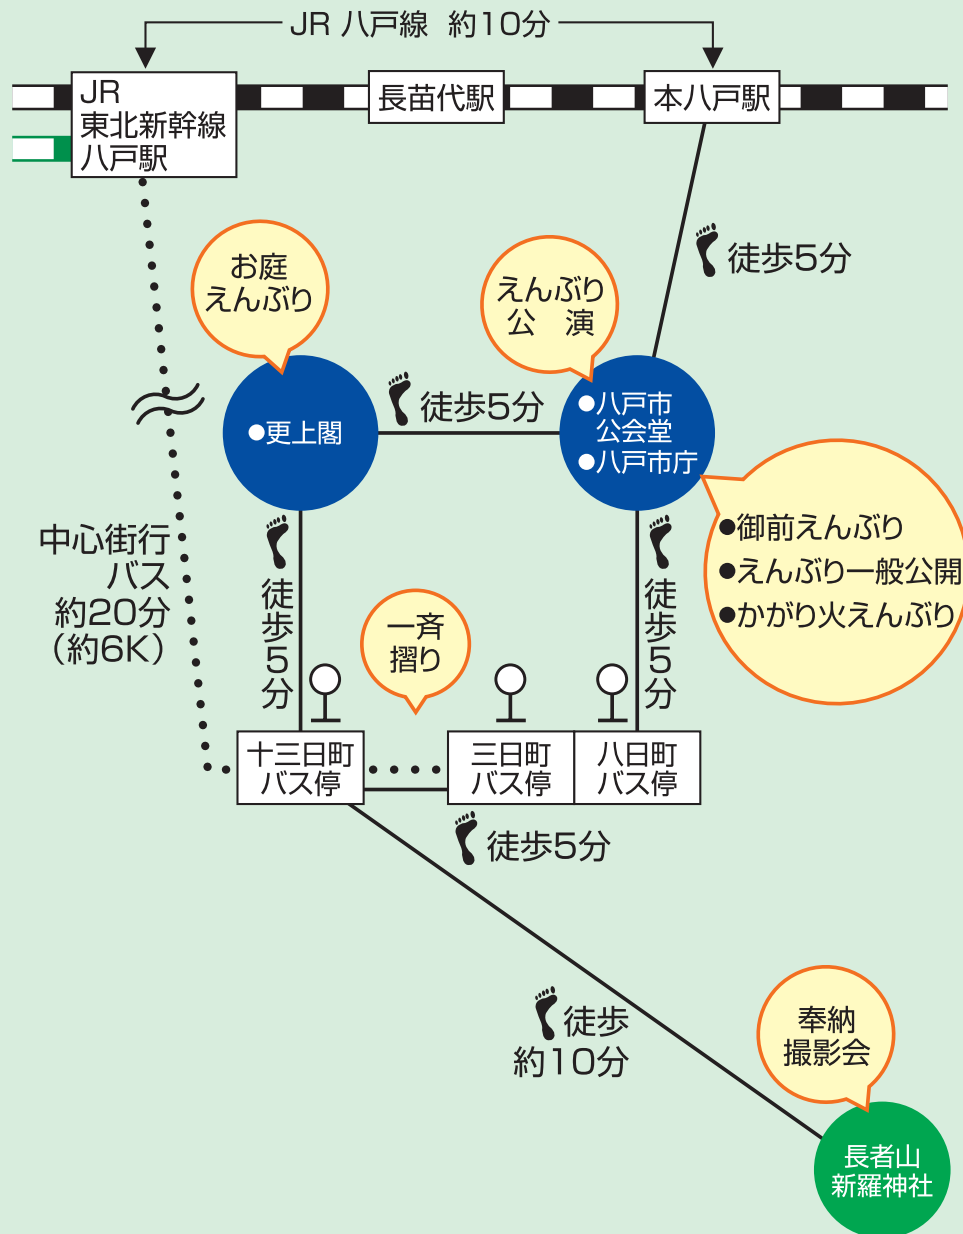 JR 八戸線 約10分
JR
東北新幹線
八戸駅
長苗代駅
本八戸駅
徒歩5分
お庭
えんぶり
えんぶり
公 演
徒歩5分
●更上閣
●八戸市
公会堂
●八戸市庁
●御前えんぶり
●えんぶり一般公開
●かがり火えんぶり
中心街行
バス
約20分
(約6K)
徒歩5分
一斉
摺り
徒歩5分
十三日町
バス停
三日町
バス停
八日町
バス停
徒歩5分
徒歩
約10分
奉納
撮影会
長者山
新羅神社